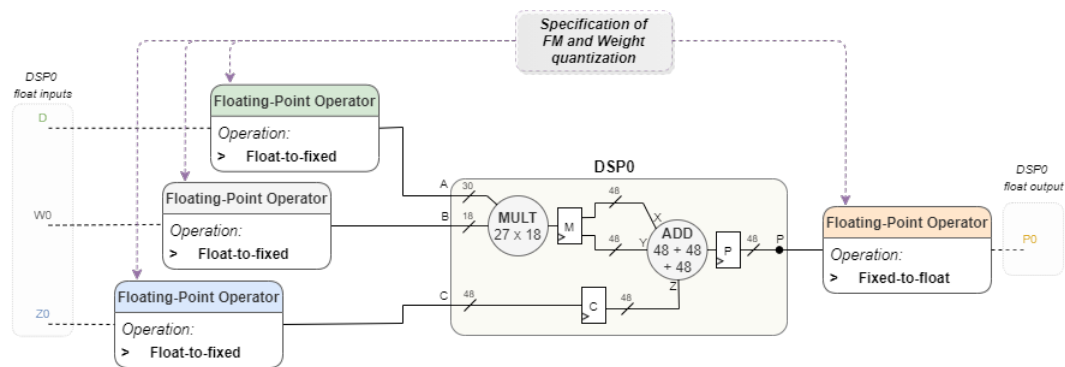 Specification of
FM and Weight
quantization
DSP0
float inputs
D
W0
Z0
Floating-Point Operator
Operation:
> Float-to-fixed
Floating-Point Operator
Operation:
> Float-to-fixed
Floating-Point Operator
Operation:
> Float-to-fixed
DSP0
A
30
B
18
C
48
MULT
27 x 18
M
48
48
X
Y
Z
ADD
48 + 48
+ 48
C
48
P
48
P
Floating-Point Operator
Operation:
> Fixed-to-float
DSP0
float output
P0